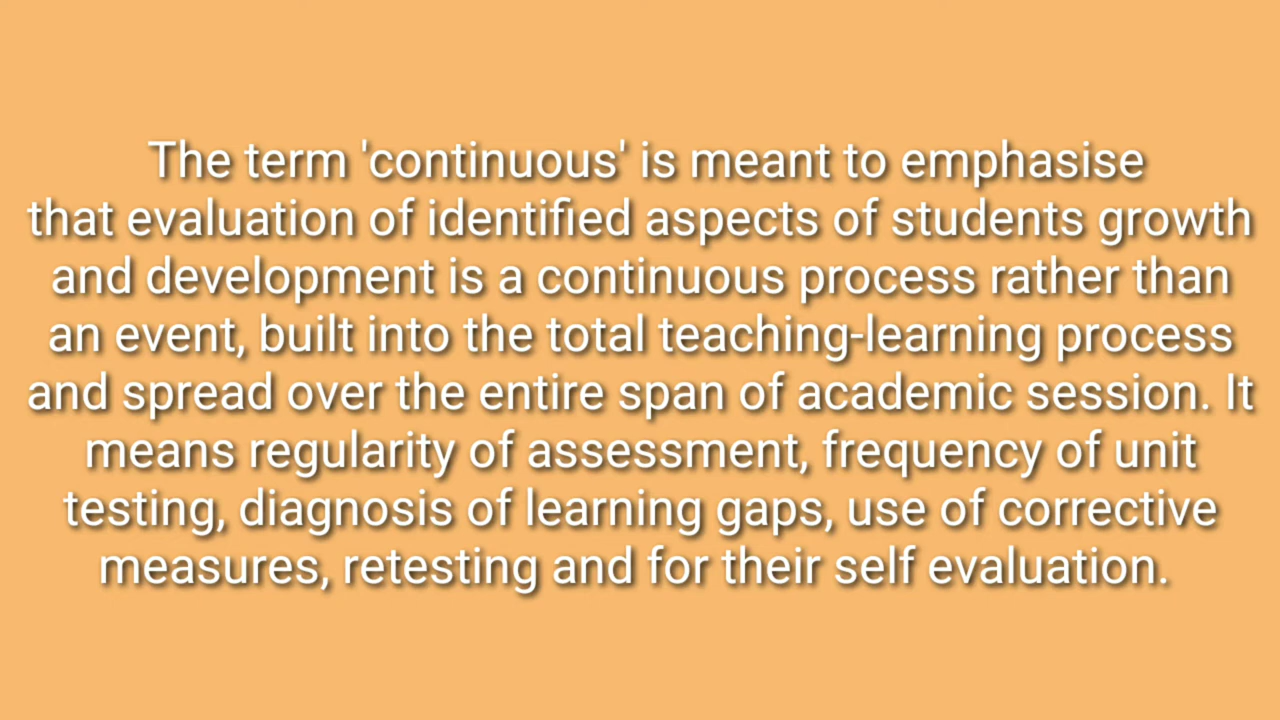 The term 'continuous' is meant to emphasise
that evaluation of identified aspects of students growth
and development is a continuous process rather than
an event, built into the total teaching-learning process
and spread over the entire span of academic session. It
means regularity of assessment, frequency of unit
testing, diagnosis of learning gaps, use of corrective
measures, retesting and for their self evaluation.